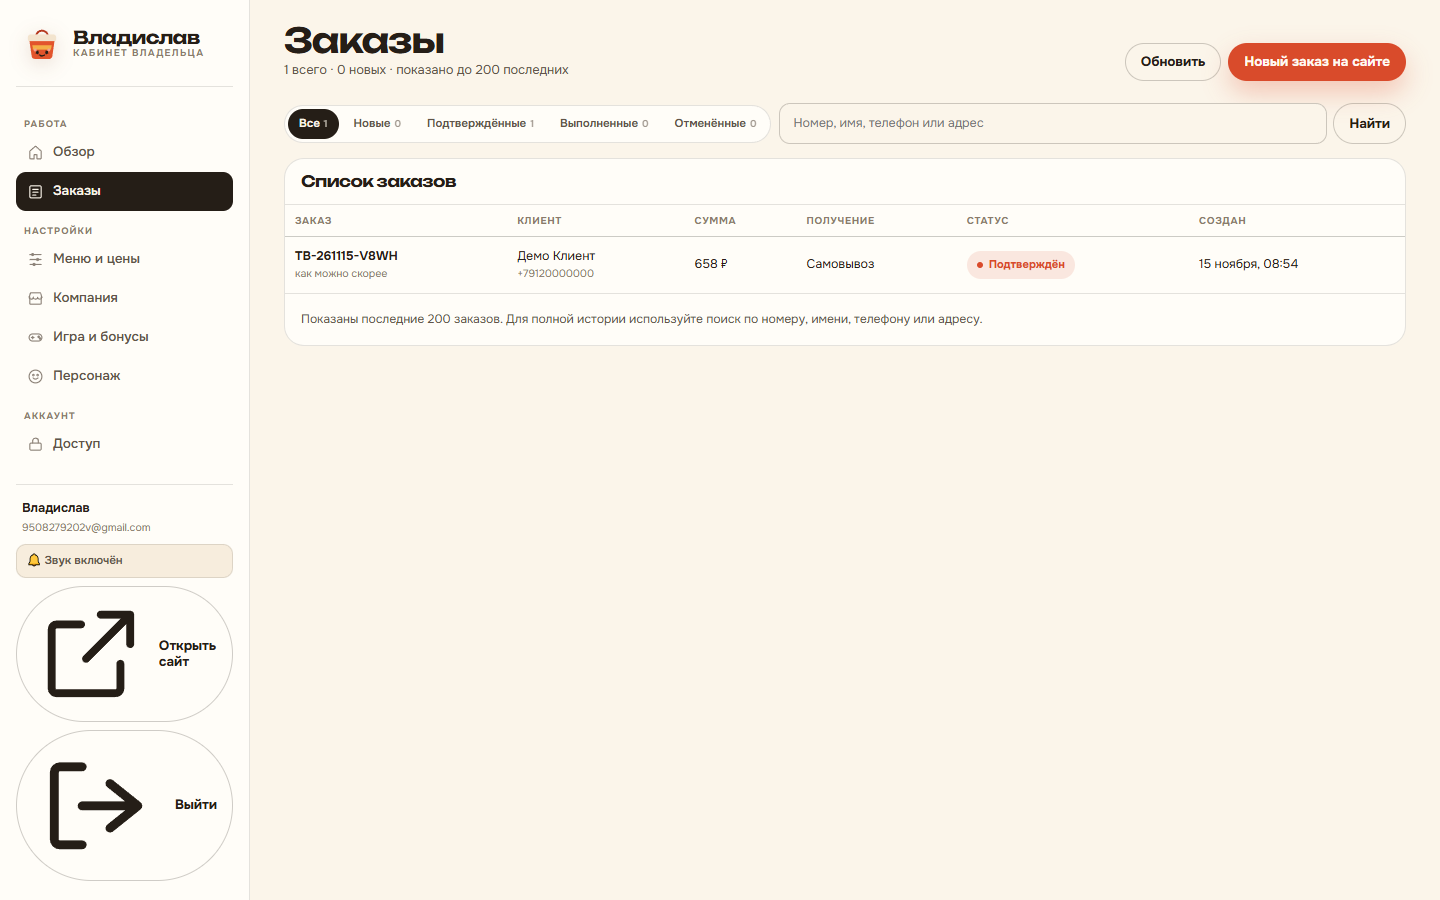 Владислав
КАБИНЕТ ВЛАДЕЛЬЦА
РАБОТА
Обзор
Заказы
НАСТРОЙКИ
Меню и цены
Компания
Игра и бонусы
Персонаж
АККАУНТ
Доступ
Владислав
9508279202v@gmail.com
Звук включён
Открыть
сайт
Выйти
Заказы
1 всего · 0 новых · показано до 200 последних
Обновить
Новый заказ на сайте
Все 1
Новые 0
Подтверждённые 1
Выполненные 0
Отменённые 0
Номер, имя, телефон или адрес
Найти
Список заказов
ЗАКАЗ КЛИЕНТ СУММА ПОЛУЧЕНИЕ СТАТУС СОЗДАН
ТВ-261115-V8WH Демо Клиент 658 ₽ Самовывоз Подтверждён 15 ноября, 08:54
как можно скорее +79120000000
Показаны последние 200 заказов. Для полной истории используйте поиск по номеру, имени, телефону или адресу.